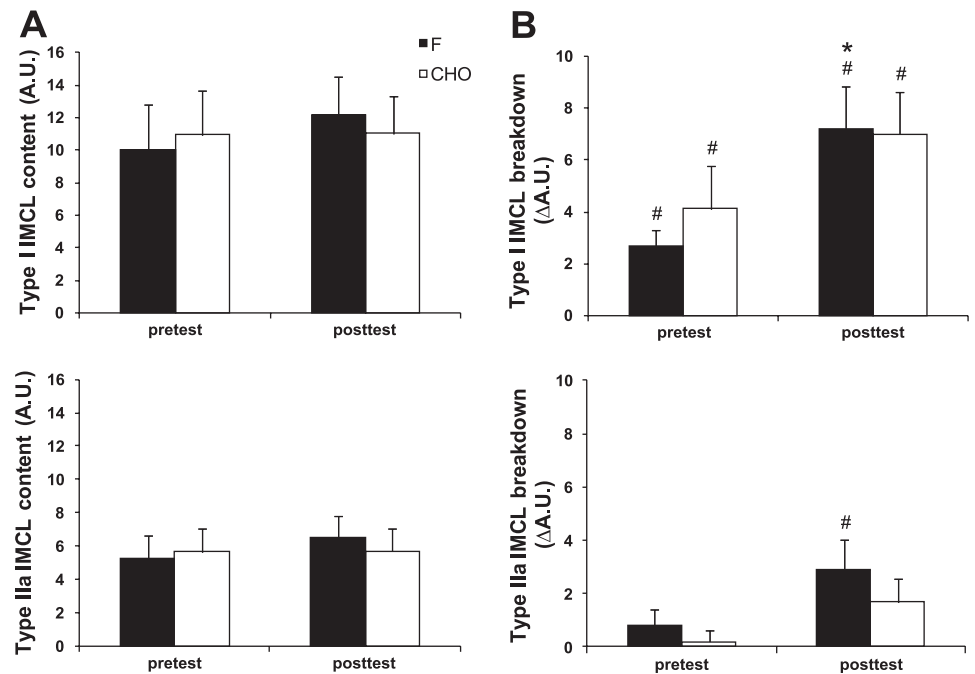 A
B
F
CHO
Type I IMCL content (A.U.)
16
14
12
10
8
6
4
2
0
pretest
posttest
Type I IMCL breakdown
(ΔA.U.)
10
8
6
4
2
0
#
#
*
#
#
pretest
posttest
Type IIa IMCL content (A.U.)
16
14
12
10
8
6
4
2
0
pretest
posttest
Type IIa IMCL breakdown
(ΔA.U.)
10
8
6
4
2
0
#
pretest
posttest